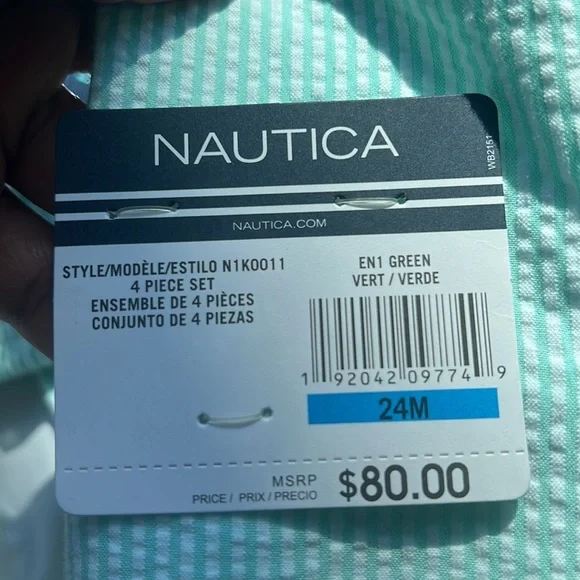 NAUTICA
WB2151
NAUTICA.COM
STYLE/MODÈLE/ESTILO N1K0011
4 PIECE SET
ENSEMBLE DE 4 PIÈCES
CONJUNTO DE 4 PIEZAS
EN1 GREEN
VERT / VERDE
1 92042 09774 9
24M
MSRP
PRICE / PRIX / PRECIO
$80.00